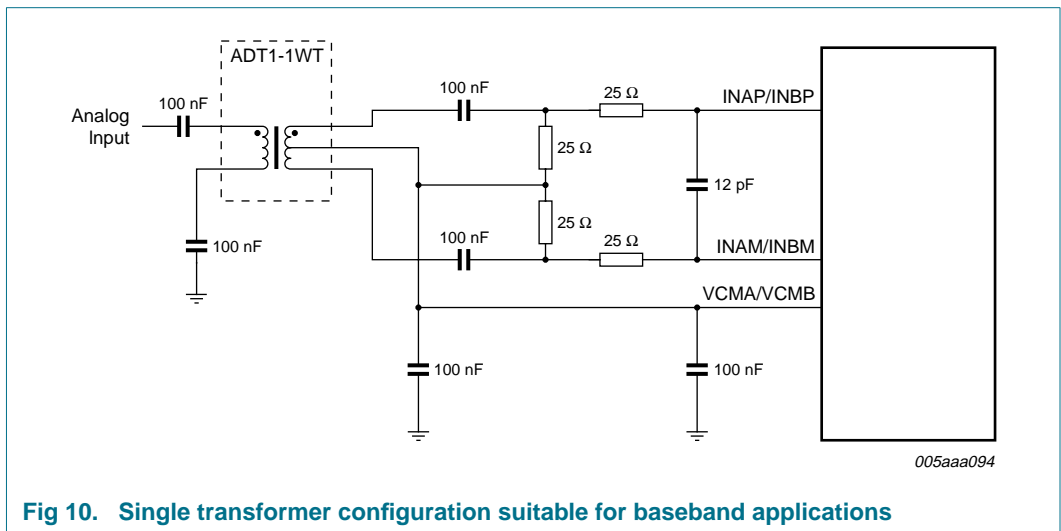 ADT1-1WT
100 nF
25 Ω
INAP/INBP
100 nF
Analog
Input
25 Ω
12 pF
25 Ω
100 nF
25 Ω
100 nF
INAM/INBM
VCMA/VCMB
100 nF
100 nF
005aaa094
Fig 10. Single transformer configuration suitable for baseband applications